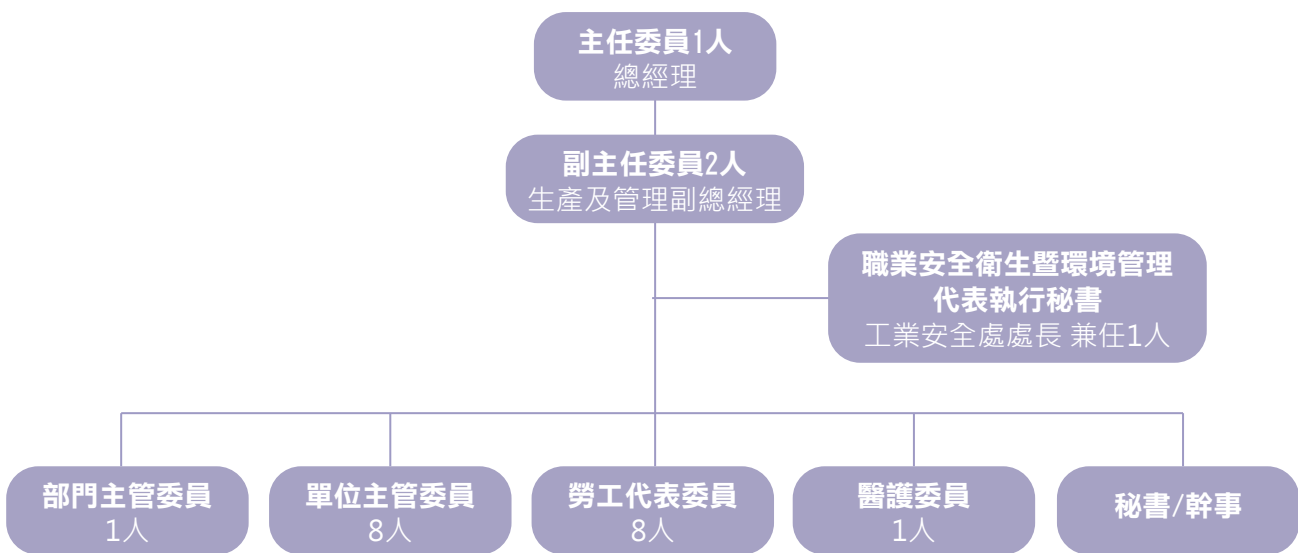 主任委員1人
總經理
副主任委員2人
生產及管理副總經理
職業安全衛生暨環境管理
代表執行秘書
工業安全處處長 兼任1人
部門主管委員
1人
單位主管委員
8人
勞工代表委員
8人
醫護委員
1人
秘書/幹事